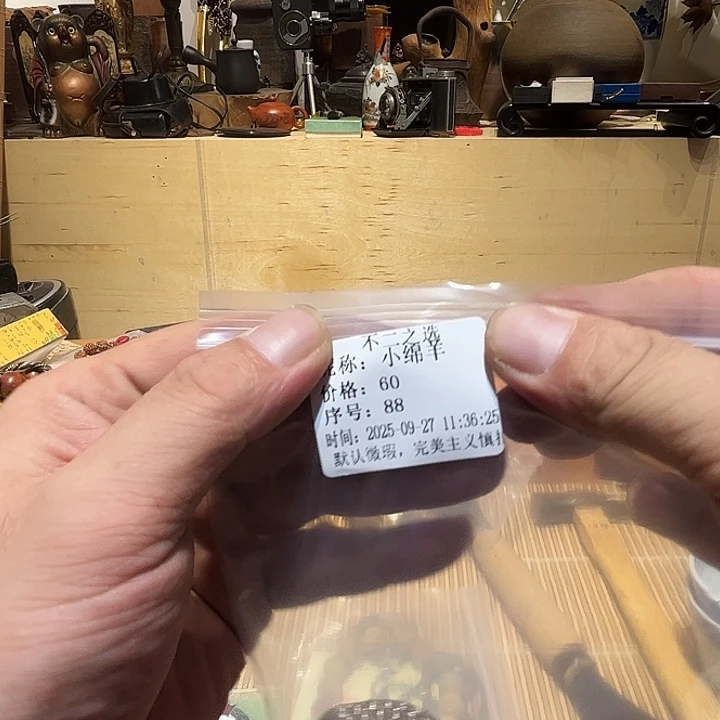 不二之选
称：小绵羊
价格：60
序号：88
时间：2025-09-27 11:36:25
默认微瑕，完美主义慎